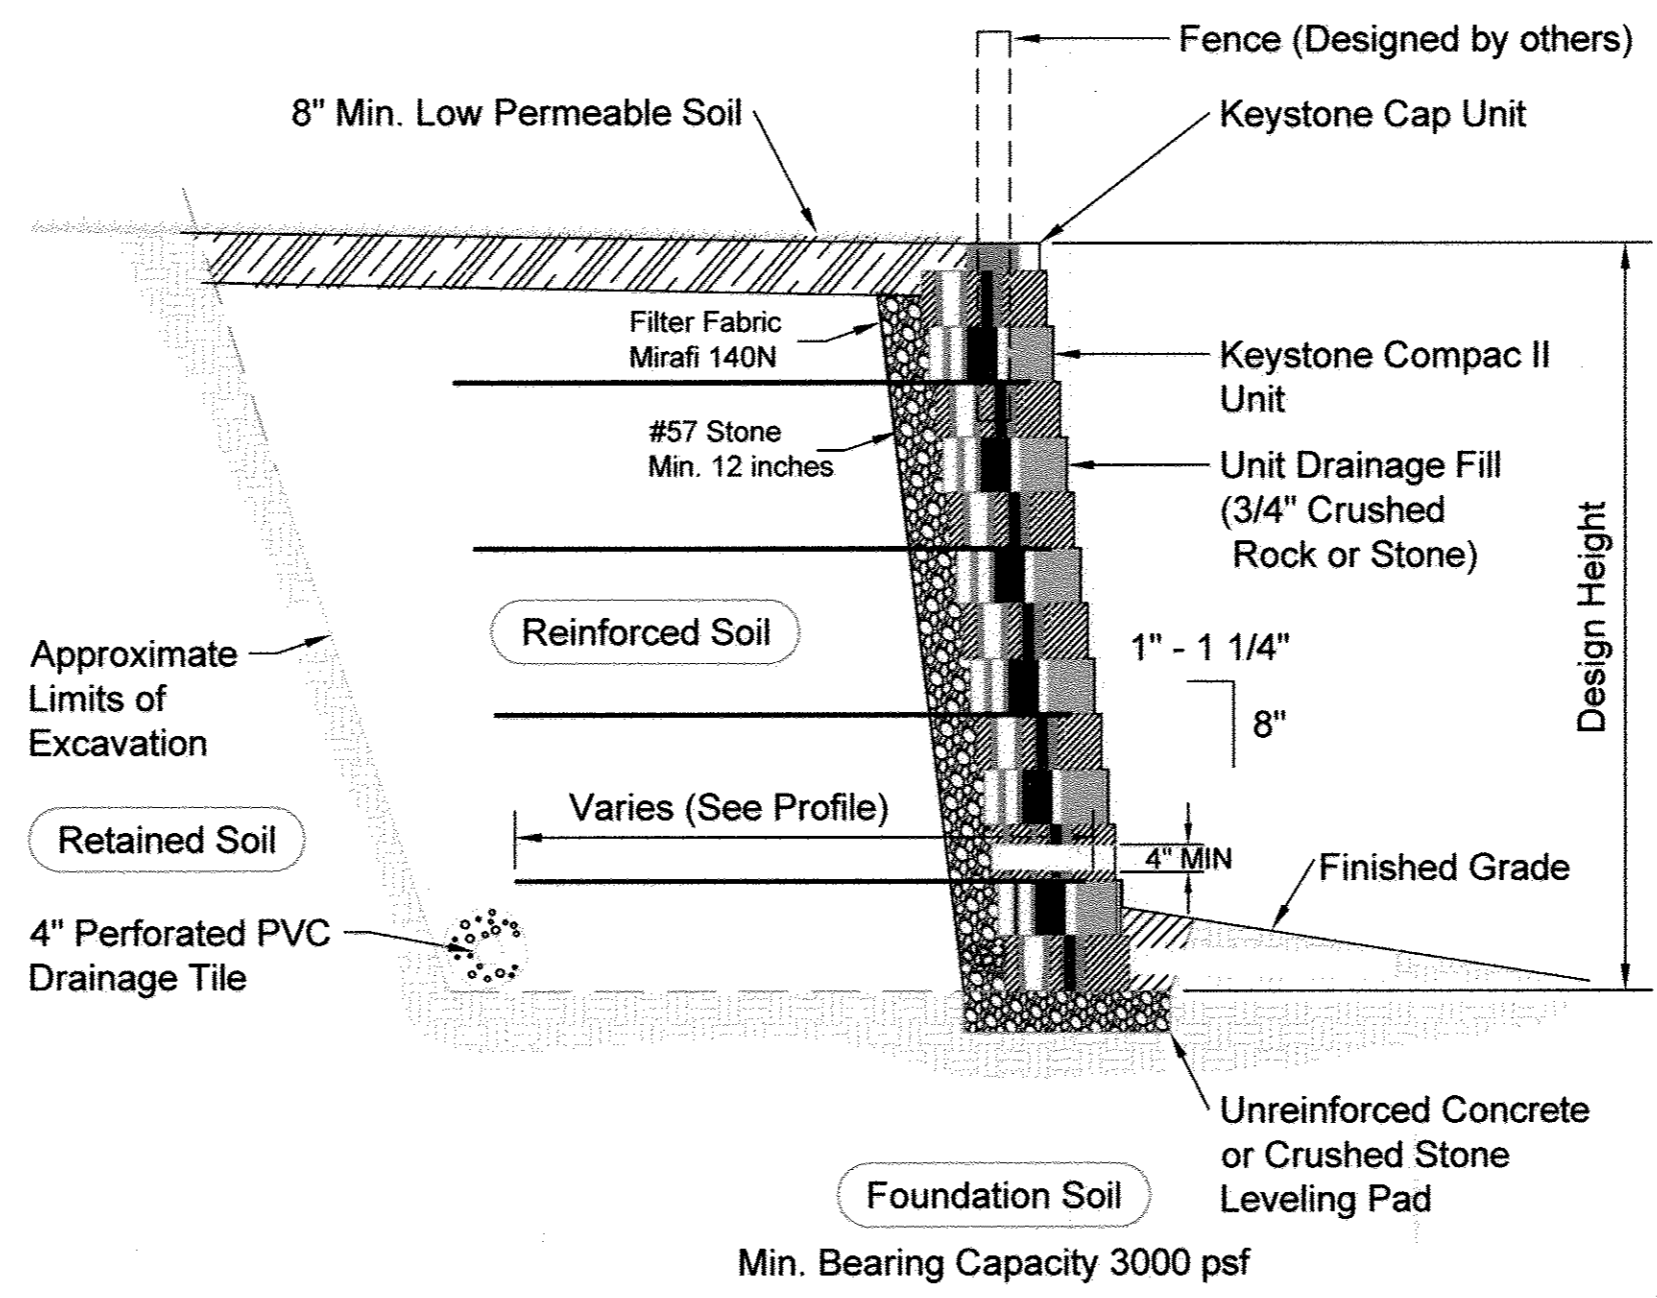 Fence (Designed by others)
8" Min. Low Permeable Soil
Keystone Cap Unit
Filter Fabric
Mirafi 140N
Keystone Compac II
Unit
#57 Stone
Min. 12 inches
Unit Drainage Fill
(3/4" Crushed
Rock or Stone)
Design Height
Reinforced Soil
1" - 1 1/4"
8"
Approximate
Limits of
Excavation
Varies (See Profile)
Retained Soil
4" MIN
Finished Grade
4" Perforated PVC
Drainage Tile
Unreinforced Concrete
or Crushed Stone
Leveling Pad
Foundation Soil
Min. Bearing Capacity 3000 psf